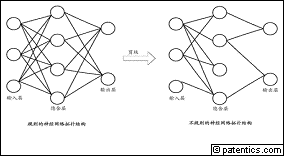 剪枝
输入层
输出层
隐含层
规则的神经网络拓扑结构
输入层
输出层
隐含层
不规则的神经网络拓扑结构
© patentics.com